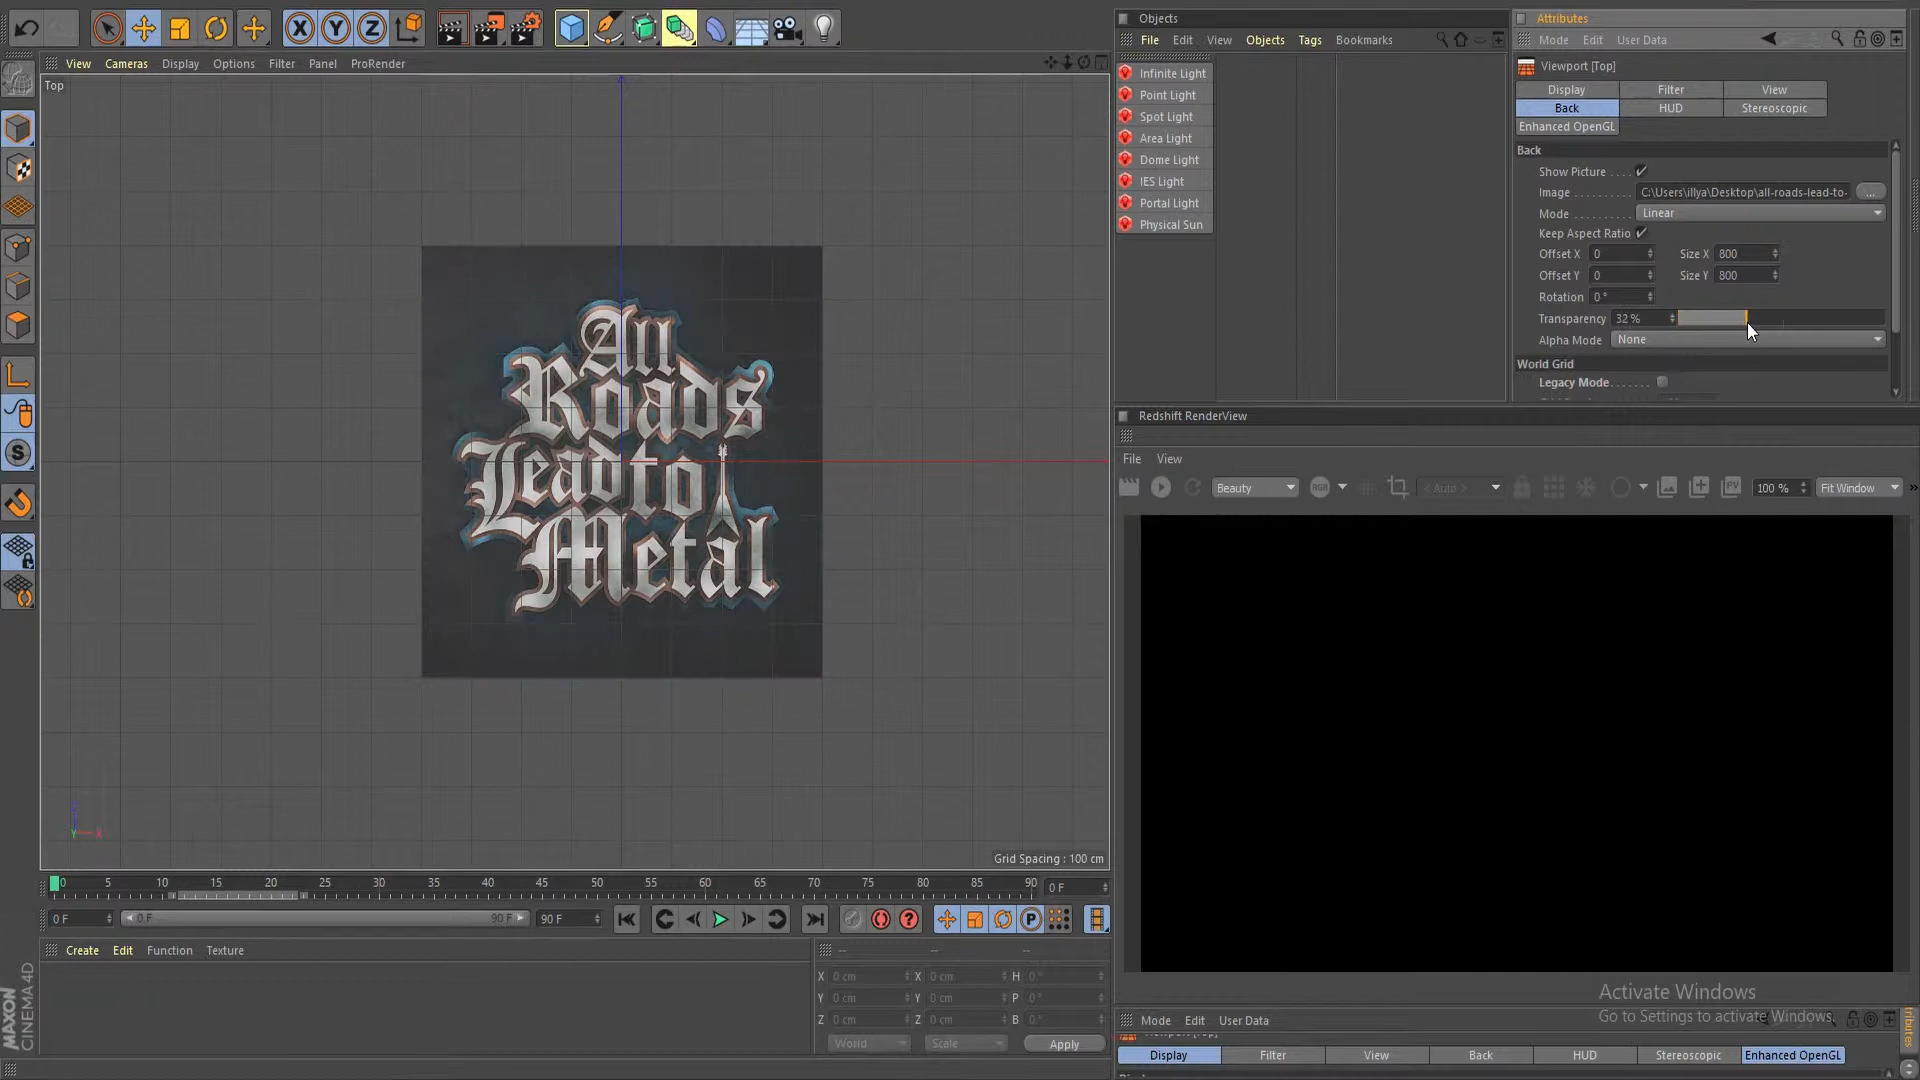 Objects
Attributes
File Edit View Objects Tags Bookmarks
Mode Edit User Data
View Cameras Display Options Filter Panel ProRender
Viewport [Top]
Top
Infinite Light
Point Light
Spot Light
Area Light
Dome Light
IES Light
Portal Light
Physical Sun
Display Filter View
Back HUD Stereoscopic
Enhanced OpenGL
Back
Show Picture
Image C:\Users\illya\Desktop\all-roads-lead-to-
Mode Linear
Keep Aspect Ratio
Offset X 0 Size X 800
Offset Y 0 Size Y 800
Rotation 0 °
Transparency 32 %
Alpha Mode None
World Grid
Legacy Mode
All
Roads
Lead to
Metal
X Y Z
S
Y X
Grid Spacing : 100 cm
Redshift RenderView
File View
Beauty RGB < Auto > PV 100 % Fit Window
0 5 10 15 20 25 30 35 40 45 50 55 60 65 70 75 80 85 90 0 F
0 F 0 F 90 F 90 F
P
Create Edit Function Texture
-- -- --
X 0 cm X 0 cm H 0 °
Y 0 cm Y 0 cm P 0 °
Z 0 cm Z 0 cm B 0 °
World Scale Apply
MAXON
CINEMA 4D
Activate Windows
Go to Settings to activate Windows.
Mode Edit User Data
Display Filter View Back HUD Stereoscopic Enhanced OpenGL